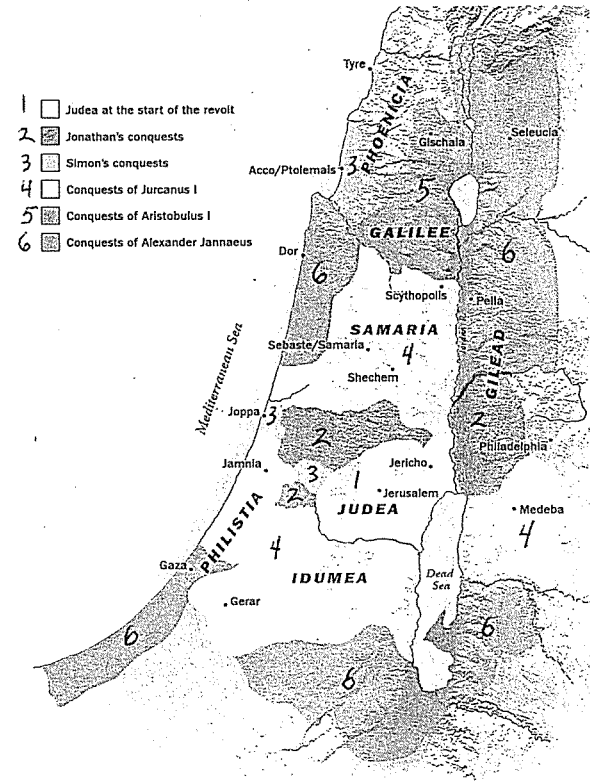 1 Judea at the start of the revolt
2 Jonathan's conquests
3 Simon's conquests
4 Conquests of Jurcanus I
5 Conquests of Aristobulus I
6 Conquests of Alexander Jannaeus
Tyre
PHOENICIA
Gischala
Seleucia
Acco/Ptolemais
3
5
GALILEE
6
Dor
6
Scythopolis
Pella
SAMARIA
Sebaste/Samaria
4
GILEAD
Shechem
Mediterranean Sea
Joppa
3
2
2
Philadelphia
Jamnia
3
1
Jericho
2
Jerusalem
JUDEA
Medeba
4
PHILISTIA
4
Gaza
IDUMEA
Dead
Sea
Gerar
6
6
6